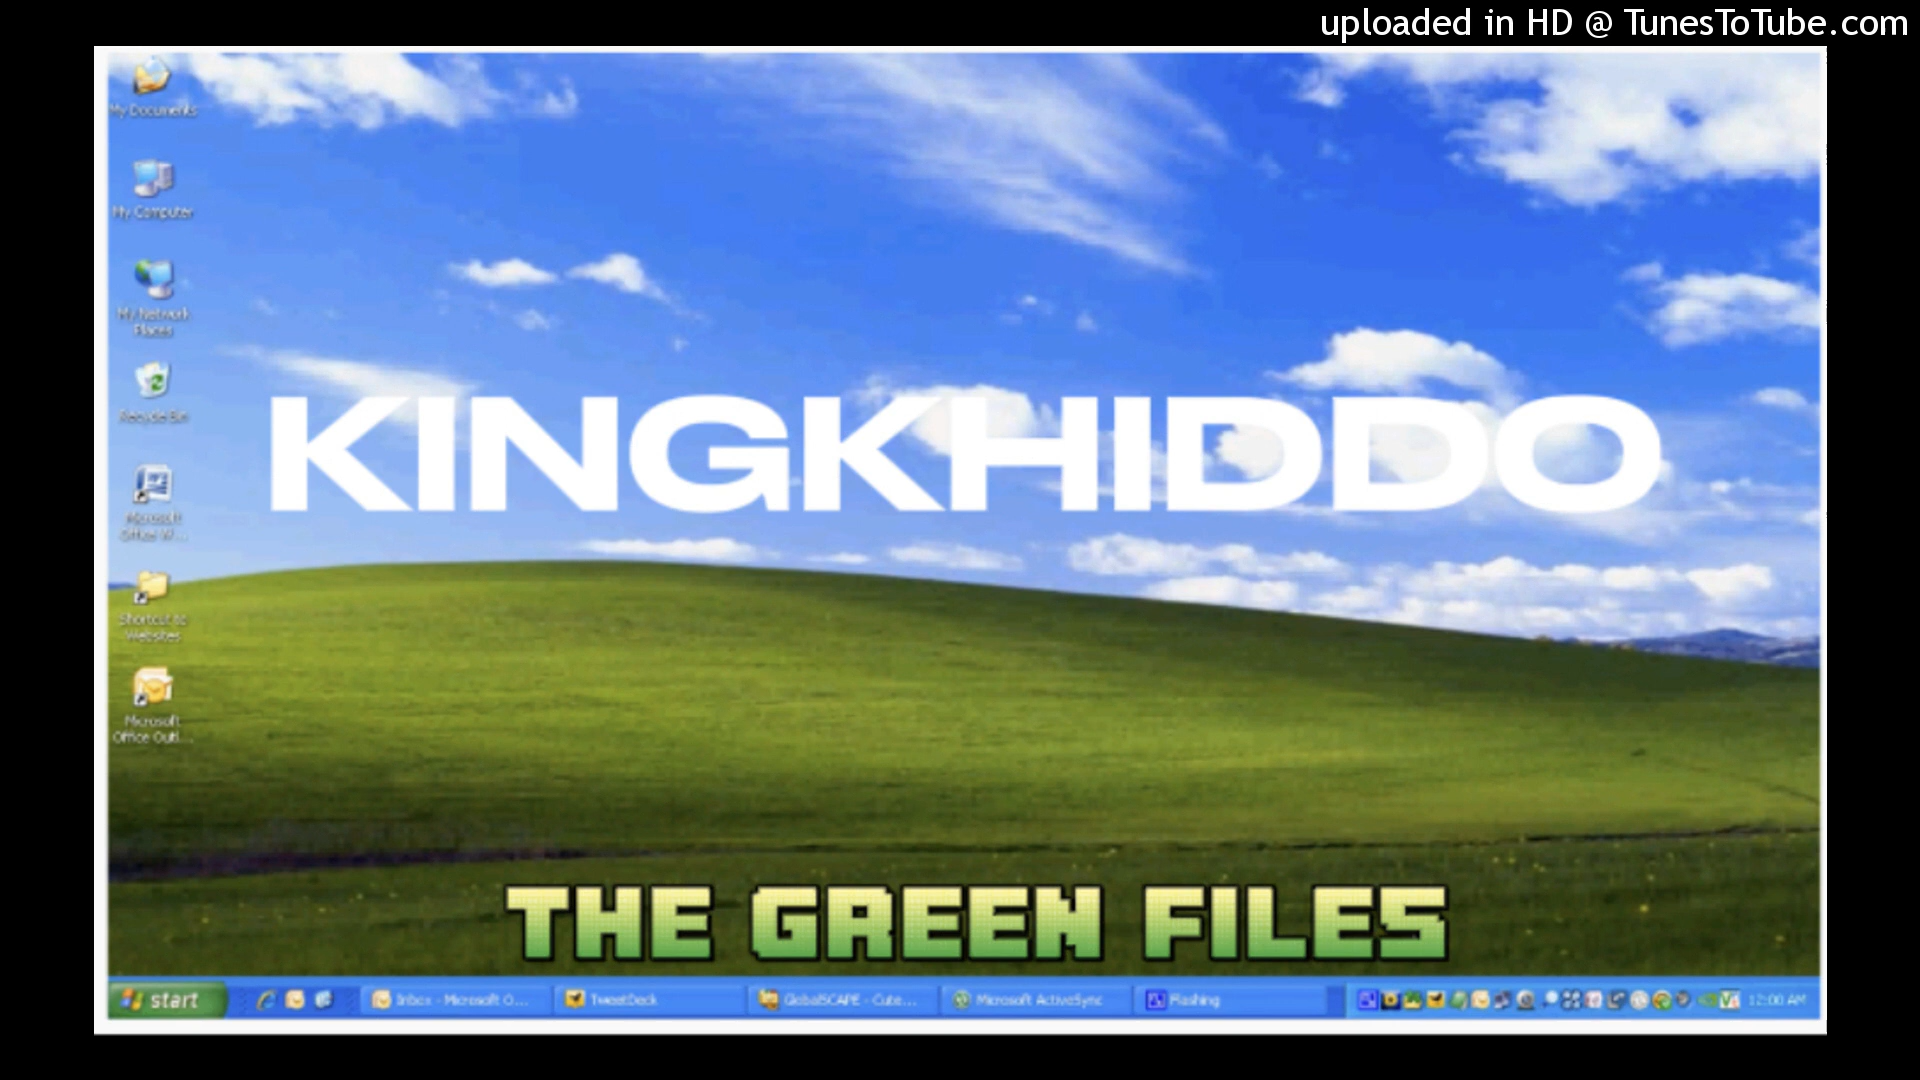 uploaded in HD @ TunesToTube.com
My Documents
My Computer
My Network
Places
Recycle Bin
KINGKHIDDO
Microsoft
Office W...
Shortcut to
Websites
Microsoft
Office Outl...
THE GREEN FILES
start
Inbox - Microsoft O...
TweetDeck
GlobalSCAPE - Cute...
Microsoft ActiveSync
Flashing
12:00 AM